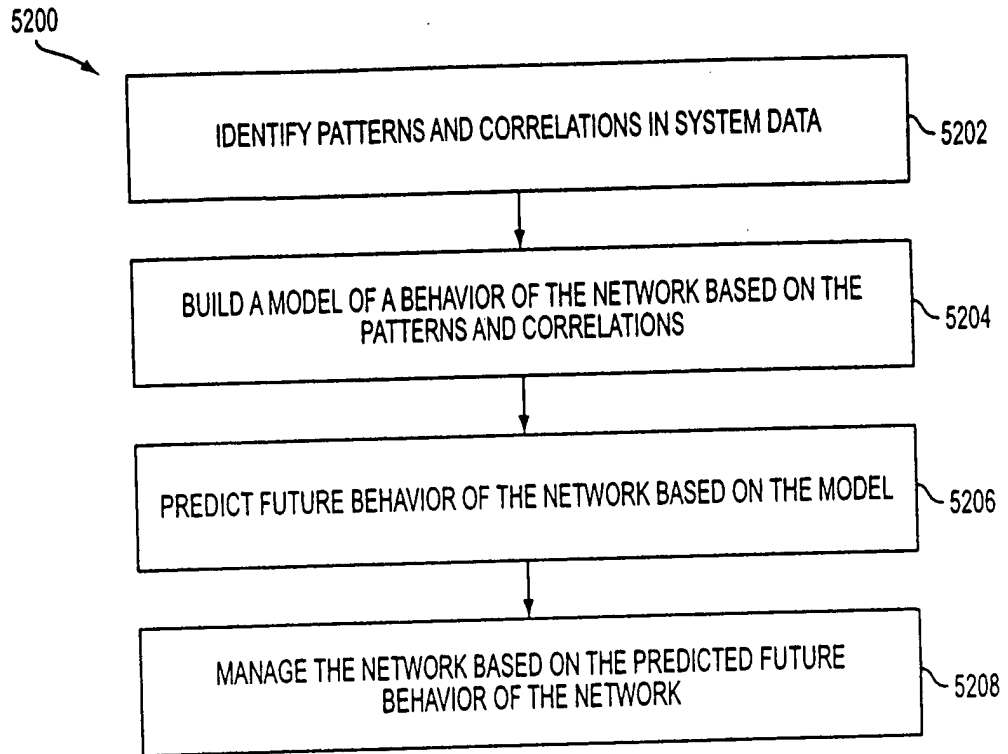 5200
IDENTIFY PATTERNS AND CORRELATIONS IN SYSTEM DATA
5202
BUILD A MODEL OF A BEHAVIOR OF THE NETWORK BASED ON THE
PATTERNS AND CORRELATIONS
5204
PREDICT FUTURE BEHAVIOR OF THE NETWORK BASED ON THE MODEL
5206
MANAGE THE NETWORK BASED ON THE PREDICTED FUTURE
BEHAVIOR OF THE NETWORK
5208